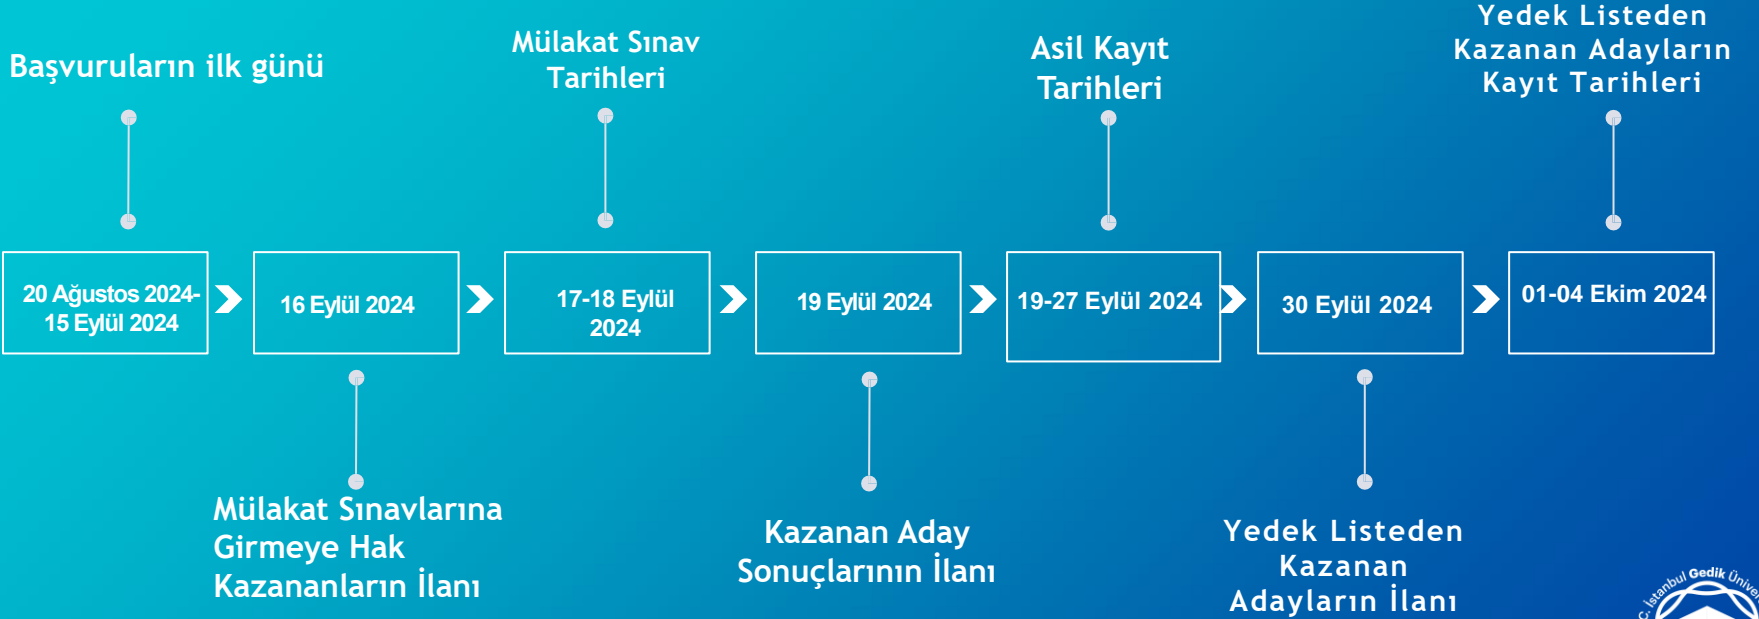 Başvuruların ilk günü
Mülakat Sınav
Tarihleri
Asil Kayıt
Tarihleri
Yedek Listeden
Kazanan Adayların
Kayıt Tarihleri
20 Ağustos 2024-
15 Eylül 2024
16 Eylül 2024
17-18 Eylül
2024
19 Eylül 2024
19-27 Eylül 2024
30 Eylül 2024
01-04 Ekim 2024
Mülakat Sınavlarına
Girmeye Hak
Kazananların İlanı
Kazanan Aday
Sonuçlarının İlanı
Yedek Listeden
Kazanan
Adayların İlanı
İstanbul Gedik